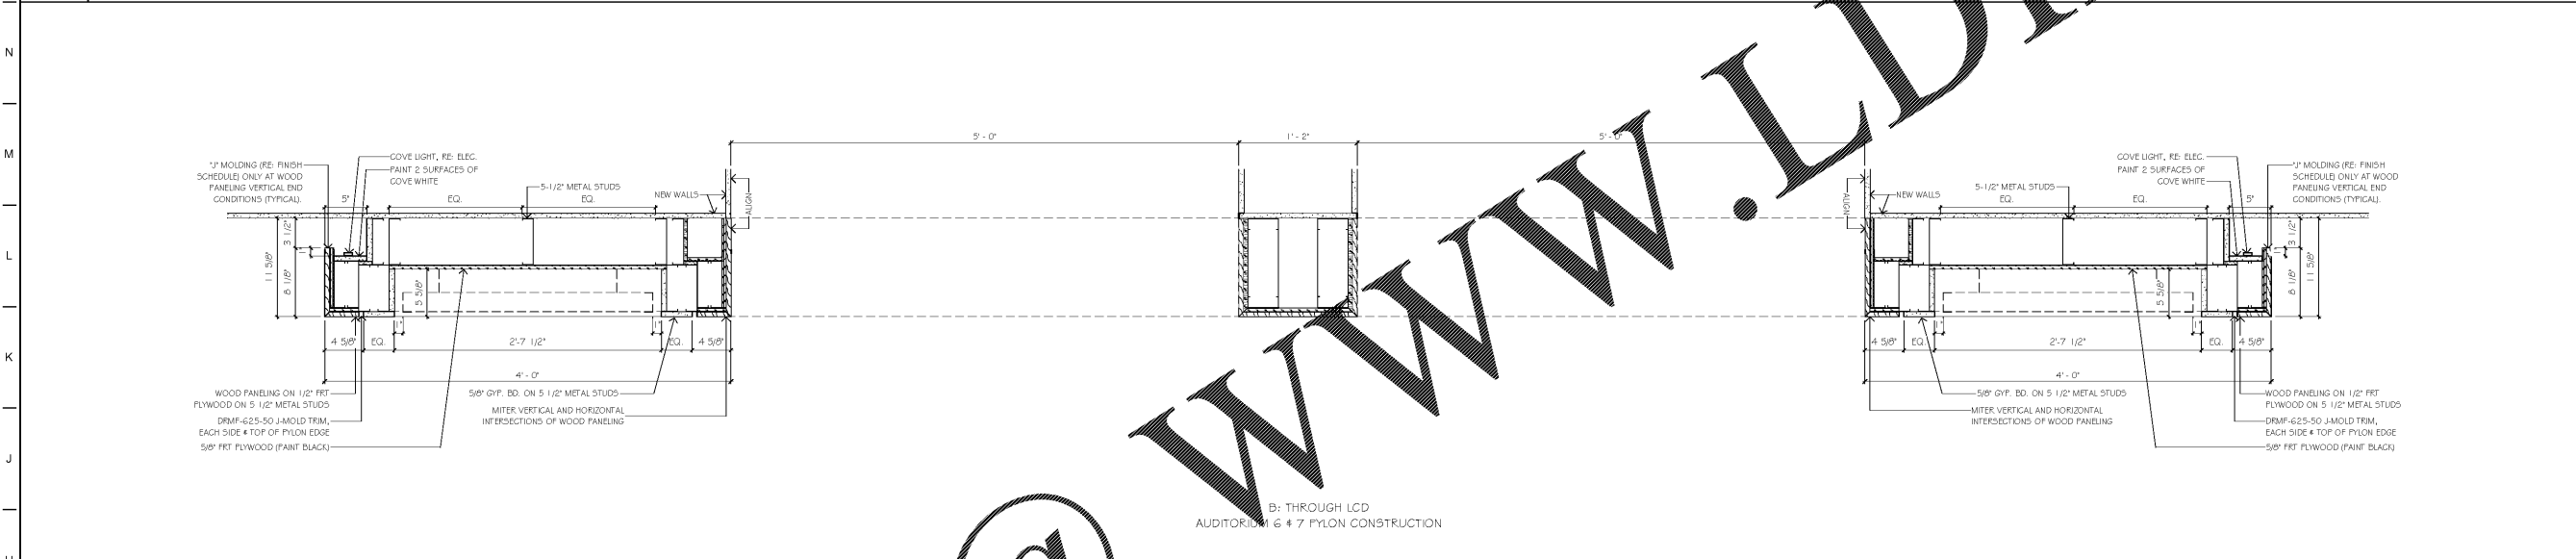 N
M
L
K
J
5' - 0"
1' - 2"
5' - 0"
"J" MOLDING (RE: FINISH
SCHEDULE) ONLY AT WOOD
PANELING VERTICAL END
CONDITIONS (TYPICAL).
COVE LIGHT, RE: ELEC.
PAINT 2 SURFACES OF
COVE WHITE
5"
EQ.
5-1/2" METAL STUDS
EQ.
NEW WALLS
ALIGN
3 1/2"
1"
11 5/8"
8 1/8"
5 5/8"
1"
1"
4 5/8"
EQ.
2'-7 1/2"
EQ.
4 5/8"
4' - 0"
WOOD PANELING ON 1/2" FRT
PLYWOOD ON 5 1/2" METAL STUDS
DRMF-625-50 J-MOLD TRIM,
EACH SIDE & TOP OF PYLON EDGE
5/8" FRT PLYWOOD (PAINT BLACK)
5/8" GYP. BD. ON 5 1/2" METAL STUDS
MITER VERTICAL AND HORIZONTAL
INTERSECTIONS OF WOOD PANELING
COVE LIGHT, RE: ELEC.
PAINT 2 SURFACES OF
COVE WHITE
"J" MOLDING (RE: FINISH
SCHEDULE) ONLY AT WOOD
PANELING VERTICAL END
CONDITIONS (TYPICAL).
ALIGN
NEW WALLS
5-1/2" METAL STUDS
EQ.
EQ.
5"
3 1/2"
1"
8 1/8"
11 5/8"
5 5/8"
1"
1"
4 5/8"
EQ.
2'-7 1/2"
EQ.
4 5/8"
4' - 0"
5/8" GYP. BD. ON 5 1/2" METAL STUDS
MITER VERTICAL AND HORIZONTAL
INTERSECTIONS OF WOOD PANELING
WOOD PANELING ON 1/2" FRT
PLYWOOD ON 5 1/2" METAL STUDS
DRMF-625-50 J-MOLD TRIM,
EACH SIDE & TOP OF PYLON EDGE
5/8" FRT PLYWOOD (PAINT BLACK)
B: THROUGH LCD
AUDITORIUM 6 & 7 PYLON CONSTRUCTION
@ WWW.LD